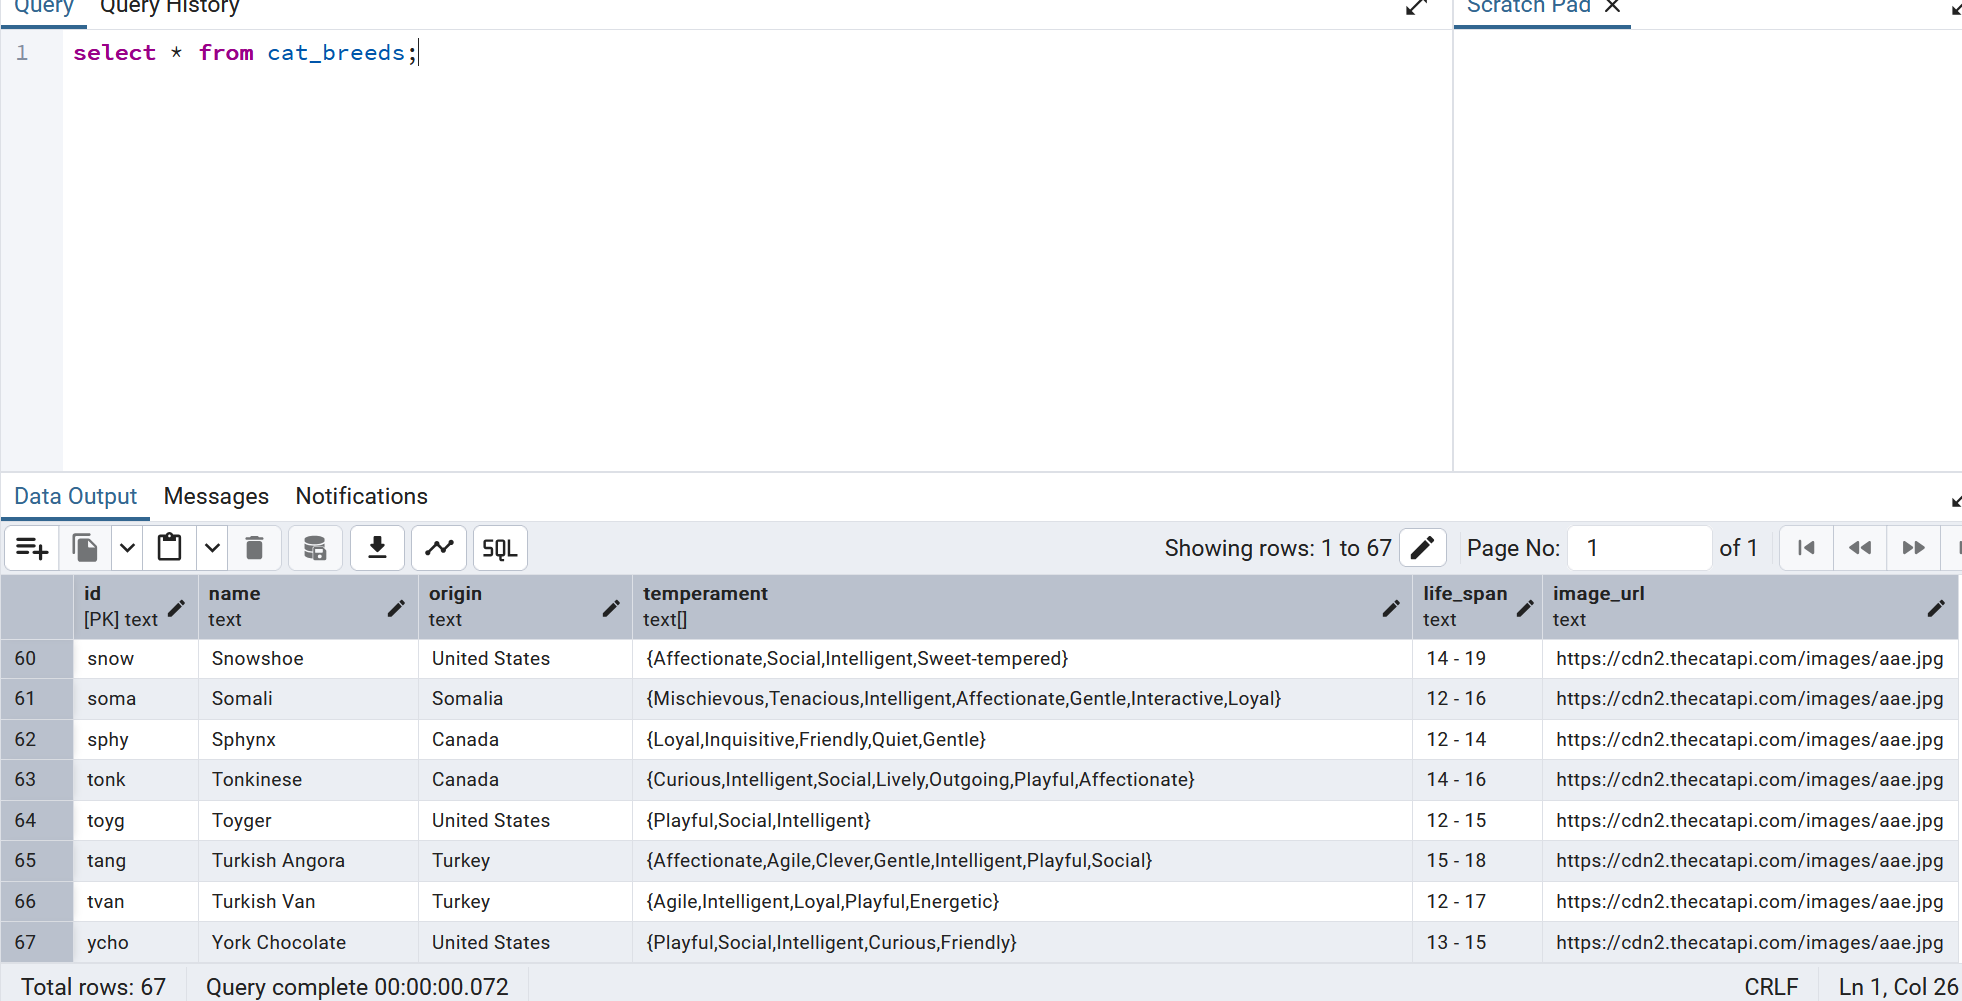 Query Query History Scratch Pad
1 select * from cat_breeds;
Data Output Messages Notifications
SQL Showing rows: 1 to 67 Page No: 1 of 1
id name origin temperament life_span image_url
[PK] text text text text[] text text
60 snow Snowshoe United States {Affectionate,Social,Intelligent,Sweet-tempered} 14 - 19 https://cdn2.thecatapi.com/images/aae.jpg
61 soma Somali Somalia {Mischievous,Tenacious,Intelligent,Affectionate,Gentle,Interactive,Loyal} 12 - 16 https://cdn2.thecatapi.com/images/aae.jpg
62 sphy Sphynx Canada {Loyal,Inquisitive,Friendly,Quiet,Gentle} 12 - 14 https://cdn2.thecatapi.com/images/aae.jpg
63 tonk Tonkinese Canada {Curious,Intelligent,Social,Lively,Outgoing,Playful,Affectionate} 14 - 16 https://cdn2.thecatapi.com/images/aae.jpg
64 toyg Toyger United States {Playful,Social,Intelligent} 12 - 15 https://cdn2.thecatapi.com/images/aae.jpg
65 tang Turkish Angora Turkey {Affectionate,Agile,Clever,Gentle,Intelligent,Playful,Social} 15 - 18 https://cdn2.thecatapi.com/images/aae.jpg
66 tvan Turkish Van Turkey {Agile,Intelligent,Loyal,Playful,Energetic} 12 - 17 https://cdn2.thecatapi.com/images/aae.jpg
67 ycho York Chocolate United States {Playful,Social,Intelligent,Curious,Friendly} 13 - 15 https://cdn2.thecatapi.com/images/aae.jpg
Total rows: 67 Query complete 00:00:00.072 CRLF Ln 1, Col 26